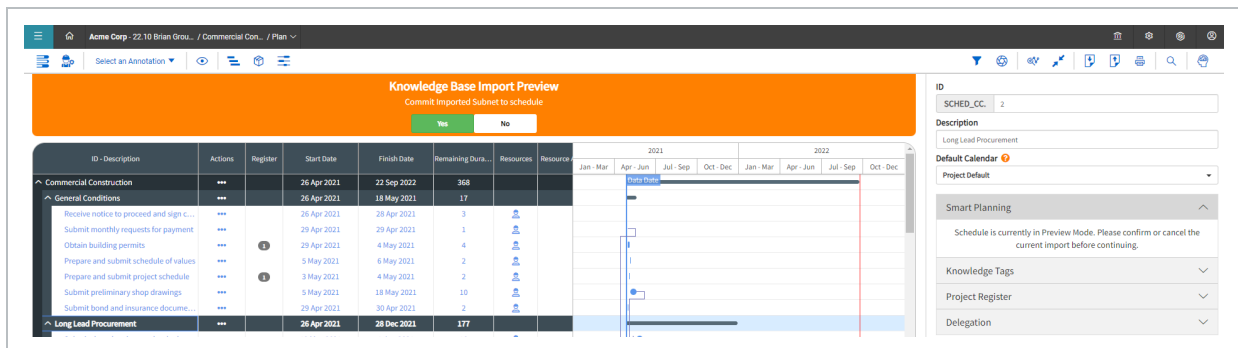 Acme Corp - 22.10 Brian Grou... / Commercial Con... / Plan
Select an Annotation
Knowledge Base Import Preview
Commit Imported Subnet to schedule
Yes No
ID
SCHED_CC. 2
Description
Long Lead Procurement
Default Calendar
Project Default
Smart Planning
Schedule is currently in Preview Mode. Please confirm or cancel the
current import before continuing.
Knowledge Tags
Project Register
Delegation
ID - Description Actions Register Start Date Finish Date Remaining Dura... Resources Resource A
2021 2022
Jan - Mar Apr - Jun Jul - Sep Oct - Dec Jan - Mar Apr - Jun Jul - Sep Oct - Dec
Data Date
Commercial Construction ••• 26 Apr 2021 22 Sep 2022 368
General Conditions ••• 26 Apr 2021 18 May 2021 17
Receive notice to proceed and sign c... ••• 26 Apr 2021 28 Apr 2021 3
Submit monthly requests for payment ••• 29 Apr 2021 29 Apr 2021 1
Obtain building permits ••• 1 29 Apr 2021 4 May 2021 4
Prepare and submit schedule of values ••• 5 May 2021 6 May 2021 2
Prepare and submit project schedule ••• 1 3 May 2021 4 May 2021 2
Submit preliminary shop drawings ••• 5 May 2021 18 May 2021 10
Submit bond and insurance docume... ••• 29 Apr 2021 30 Apr 2021 2
Long Lead Procurement ••• 26 Apr 2021 28 Dec 2021 177